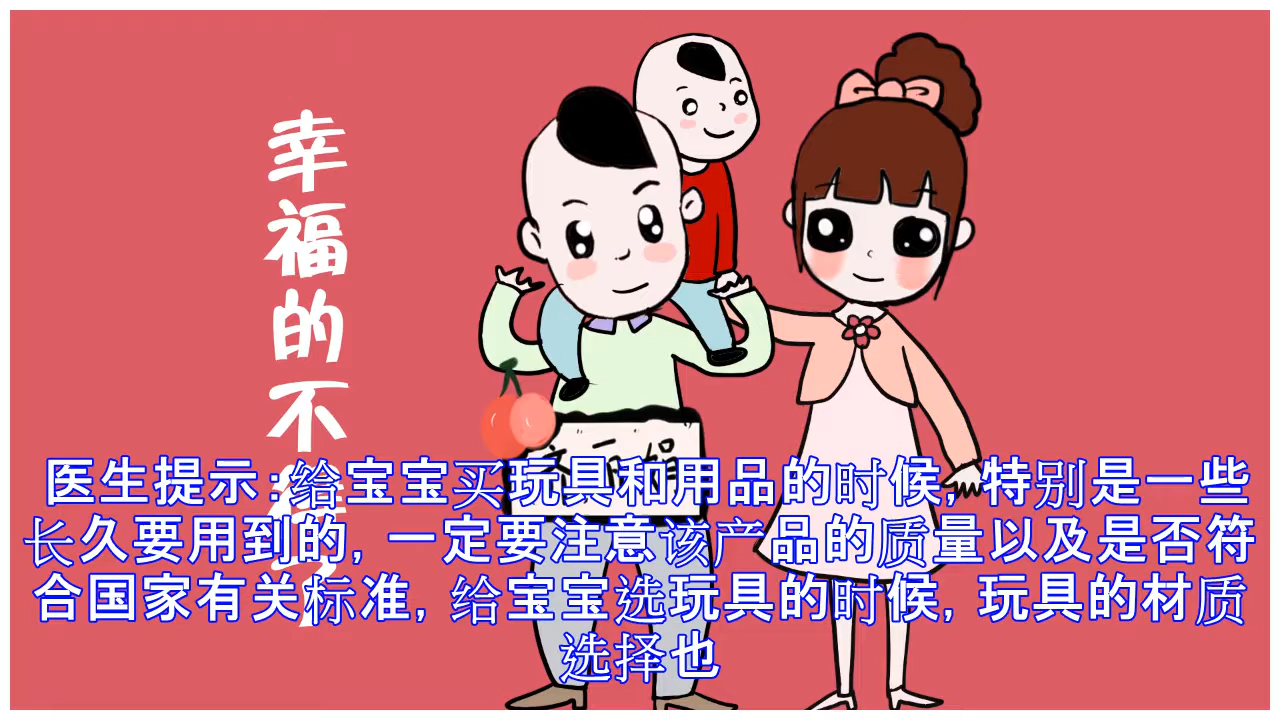 幸福的不
医生提示:给宝宝买玩具和用品的时候,特别是一些
长久要用到的,一定要注意该产品的质量以及是否符
合国家有关标准,给宝宝选玩具的时候,玩具的材质
选择也